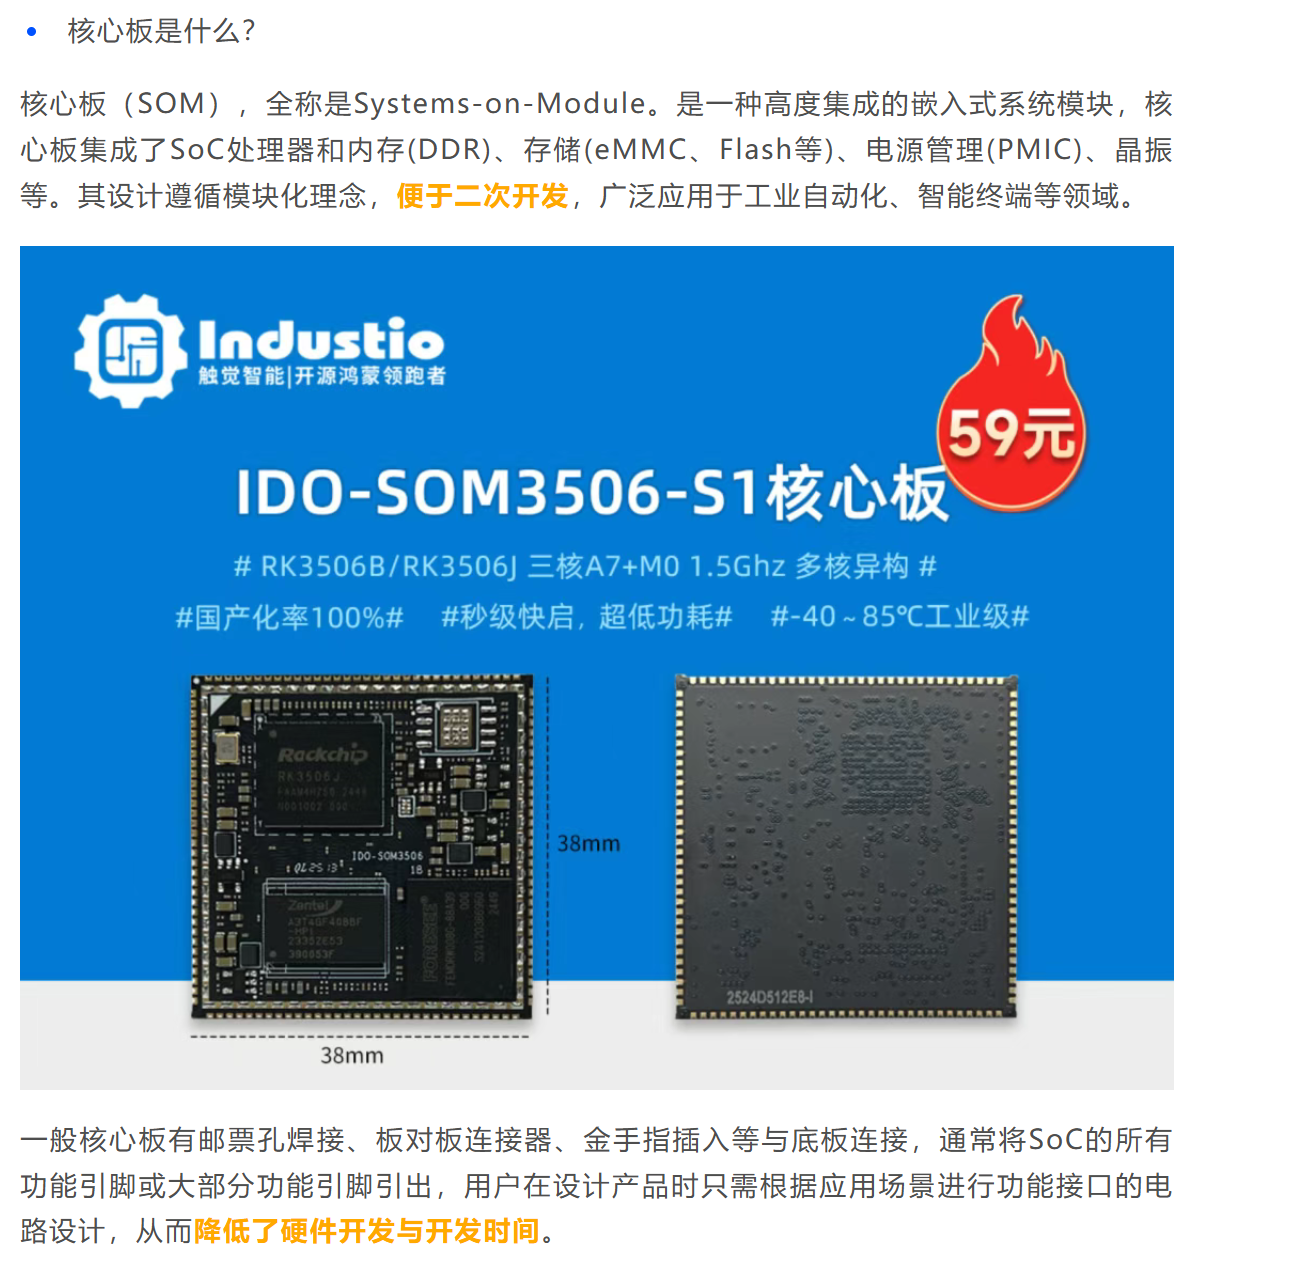 核心板是什么？
核心板（SOM），全称是Systems-on-Module。是一种高度集成的嵌入式系统模块，核
心板集成了SoC处理器和内存(DDR)、存储(eMMC、Flash等)、电源管理(PMIC)、晶振
等。其设计遵循模块化理念，便于二次开发，广泛应用于工业自动化、智能终端等领域。
Industio
触觉智能|开源鸿蒙领跑者
59元
IDO-SOM3506-S1核心板
# RK3506B/RK3506J 三核A7+M0 1.5Ghz 多核异构 #
#国产化率100%# #秒级快启，超低功耗# #-40~85℃工业级#
Rockchip
RK3506J
IDO-SOM3506
1B
Zentel
A3T4GF40BBF
-HPI
2335ZE53
390053F
2449
38mm
38mm
2524D512E8-I
一般核心板有邮票孔焊接、板对板连接器、金手指插入等与底板连接，通常将SoC的所有
功能引脚或大部分功能引脚引出，用户在设计产品时只需根据应用场景进行功能接口的电
路设计，从而降低了硬件开发与开发时间。